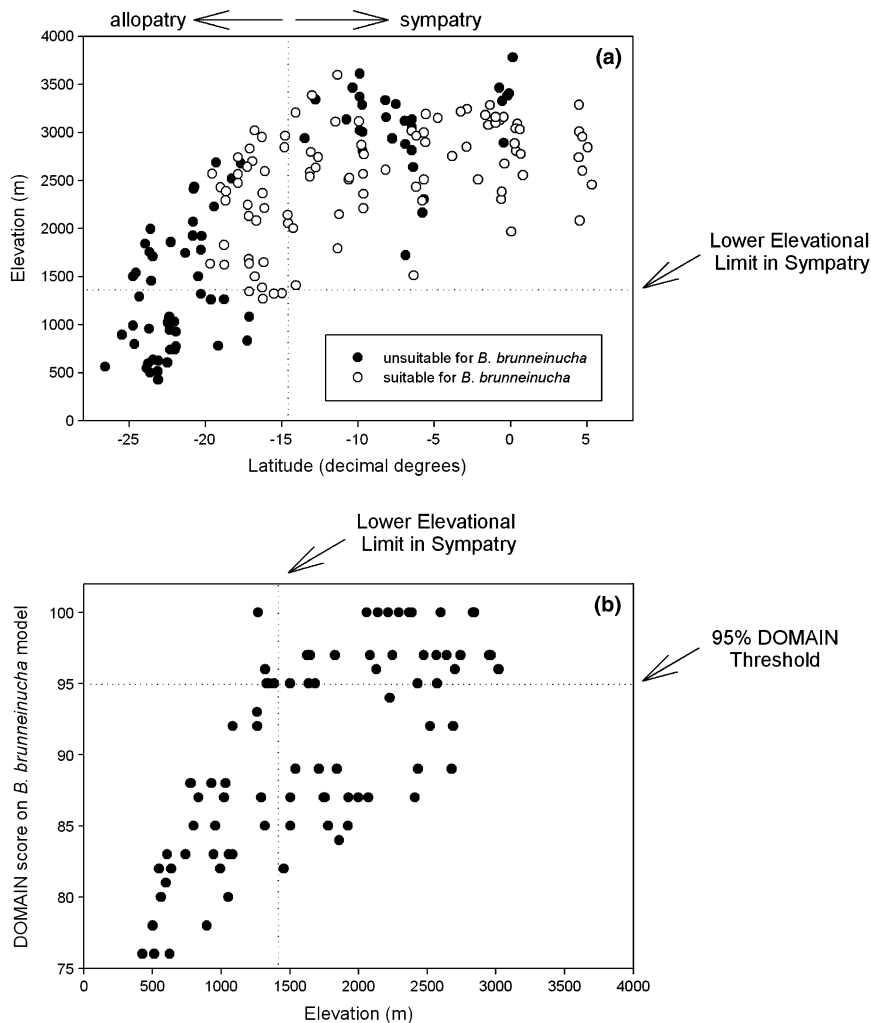 allopatry sympatry
(a)
4000
3500
3000
2500
2000
1500
1000
500
0
Elevation (m)
-25 -20 -15 -10 -5 0 5
Latitude (decimal degrees)
unsuitable for B. brunneinucha
suitable for B. brunneinucha
Lower Elevational
Limit in Sympatry
Lower Elevational
Limit in Sympatry
(b)
100
95
90
85
80
75
DOMAIN score on B. brunneinucha model
95% DOMAIN
Threshold
0 500 1000 1500 2000 2500 3000 3500 4000
Elevation (m)